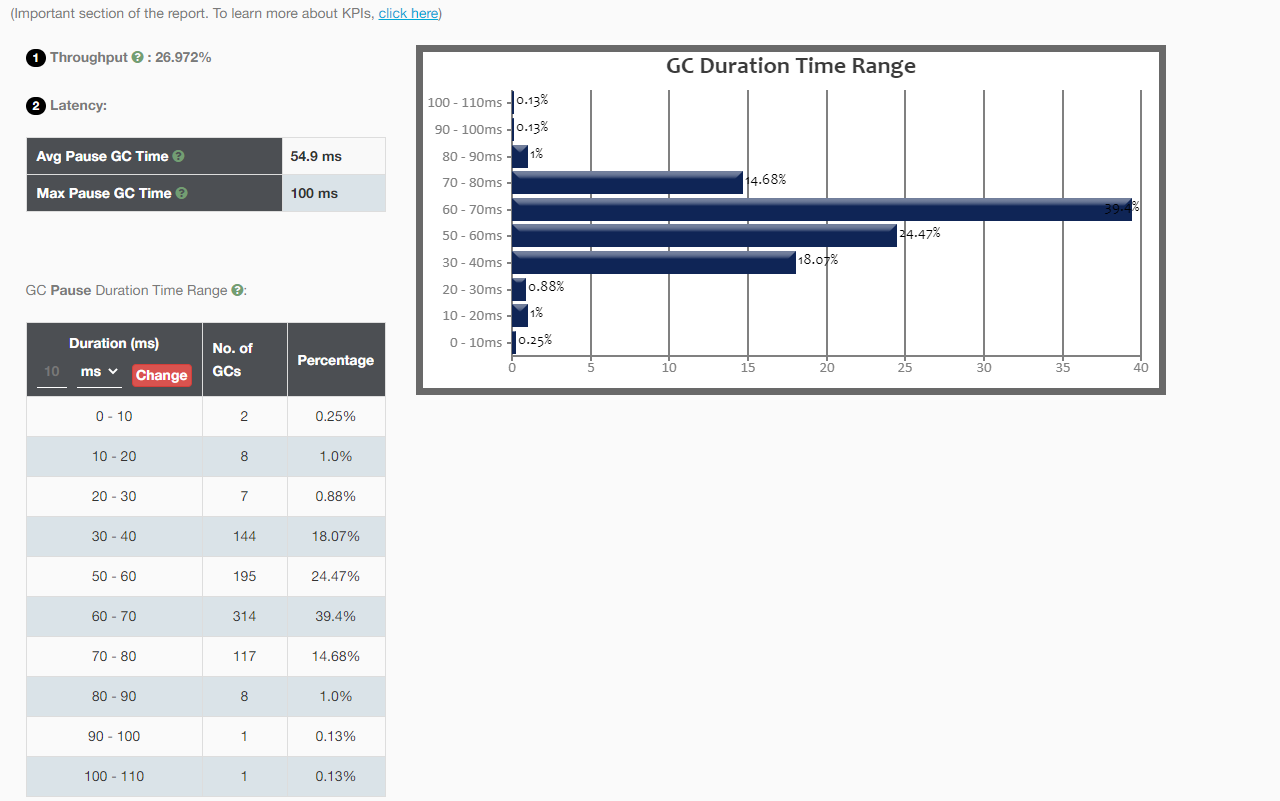 (Important section of the report. To learn more about KPIs, click here)
1 Throughput ? : 26.972%
2 Latency:
Avg Pause GC Time ? 54.9 ms
Max Pause GC Time ? 100 ms
GC Pause Duration Time Range ?:
Duration (ms) No. of GCs Percentage
10 ms Change
0 - 10 2 0.25%
10 - 20 8 1.0%
20 - 30 7 0.88%
30 - 40 144 18.07%
50 - 60 195 24.47%
60 - 70 314 39.4%
70 - 80 117 14.68%
80 - 90 8 1.0%
90 - 100 1 0.13%
100 - 110 1 0.13%
GC Duration Time Range
100 - 110ms 0.13%
90 - 100ms 0.13%
80 - 90ms 1%
70 - 80ms 14.68%
60 - 70ms 39.4%
50 - 60ms 24.47%
30 - 40ms 18.07%
20 - 30ms 0.88%
10 - 20ms 1%
0 - 10ms 0.25%
0 5 10 15 20 25 30 35 40